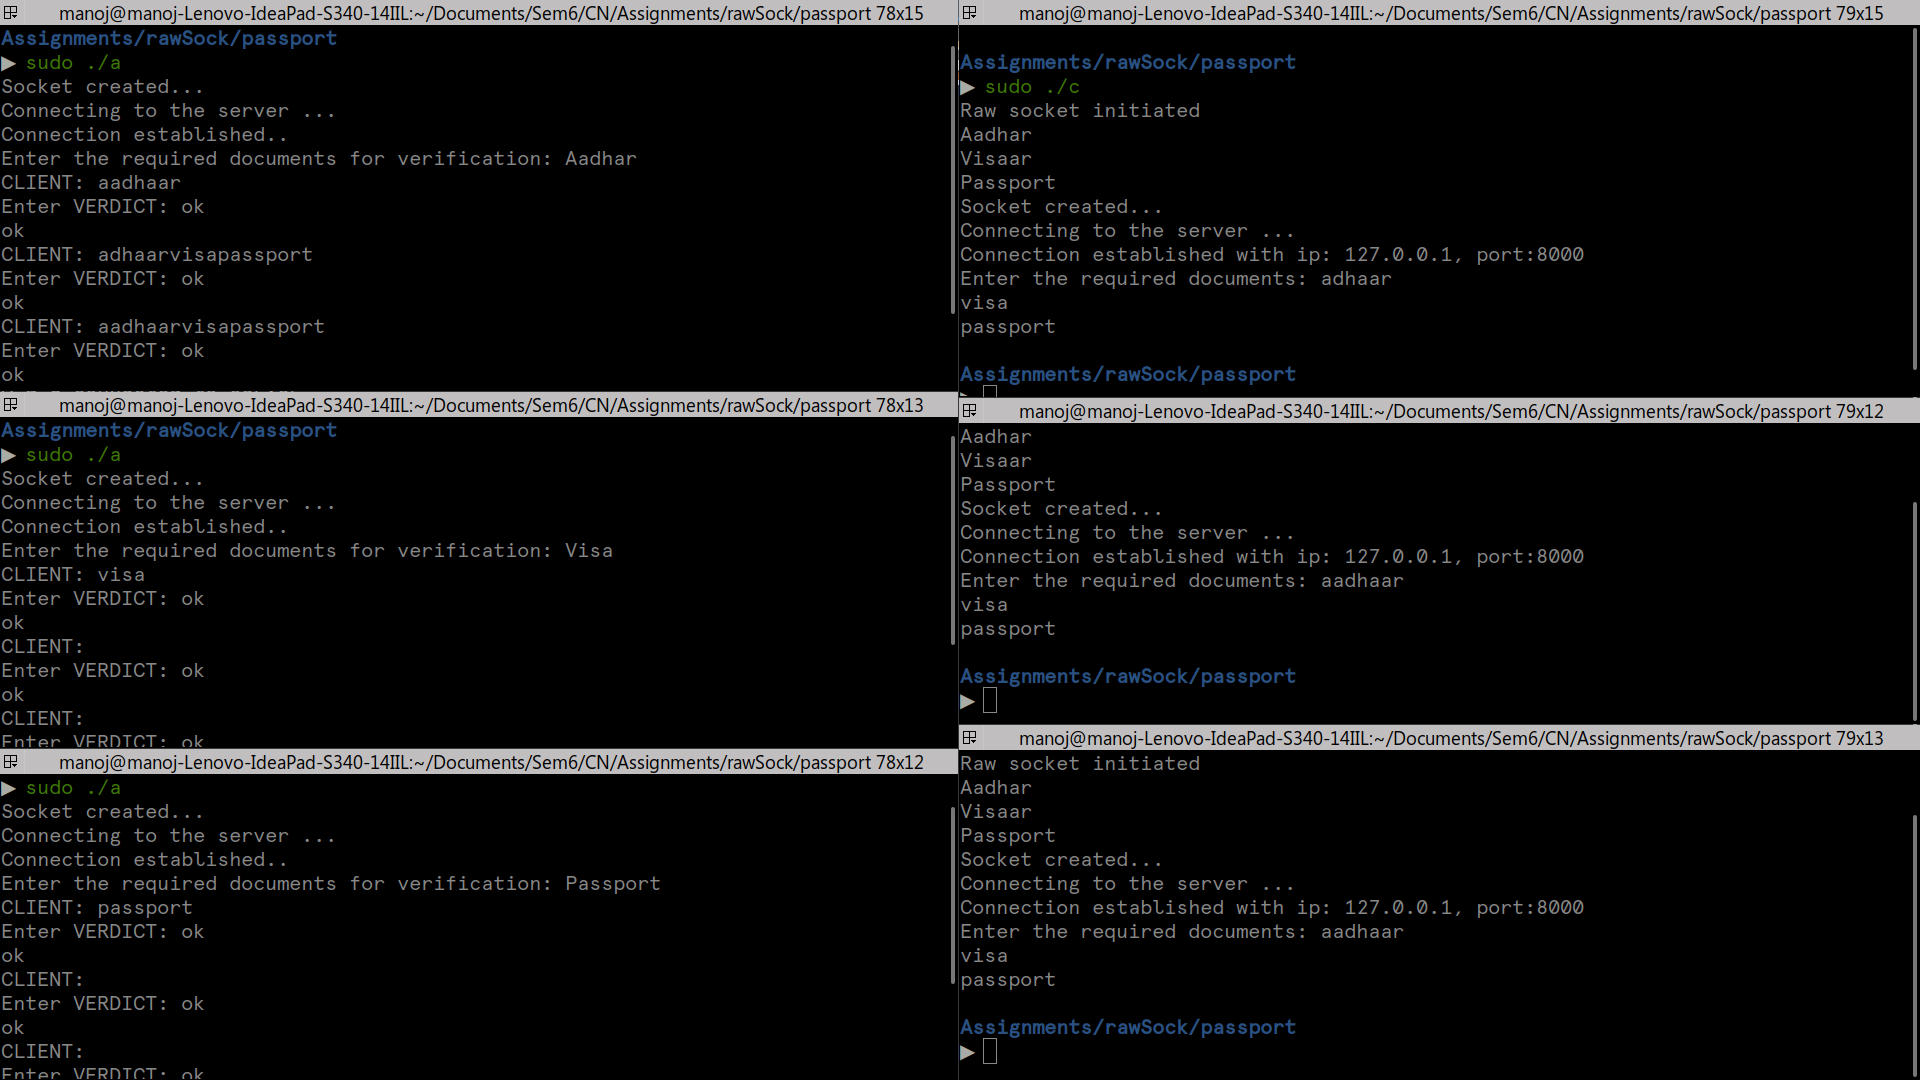 manoj@manoj-Lenovo-IdeaPad-S340-14IIL:~/Documents/Sem6/CN/Assignments/rawSock/passport 78x15
Assignments/rawSock/passport
▶ sudo ./a
Socket created...
Connecting to the server ...
Connection established..
Enter the required documents for verification: Aadhar
CLIENT: aadhaar
Enter VERDICT: ok
ok
CLIENT: adhaarvisapassport
Enter VERDICT: ok
ok
CLIENT: aadhaarvisapassport
Enter VERDICT: ok
ok
manoj@manoj-Lenovo-IdeaPad-S340-14IIL:~/Documents/Sem6/CN/Assignments/rawSock/passport 78x13
Assignments/rawSock/passport
▶ sudo ./a
Socket created...
Connecting to the server ...
Connection established..
Enter the required documents for verification: Visa
CLIENT: visa
Enter VERDICT: ok
ok
CLIENT:
Enter VERDICT: ok
ok
CLIENT:
Enter VERDICT: ok
manoj@manoj-Lenovo-IdeaPad-S340-14IIL:~/Documents/Sem6/CN/Assignments/rawSock/passport 78x12
▶ sudo ./a
Socket created...
Connecting to the server ...
Connection established..
Enter the required documents for verification: Passport
CLIENT: passport
Enter VERDICT: ok
ok
CLIENT:
Enter VERDICT: ok
ok
CLIENT:
Enter VERDICT: ok
manoj@manoj-Lenovo-IdeaPad-S340-14IIL:~/Documents/Sem6/CN/Assignments/rawSock/passport 79x15
Assignments/rawSock/passport
▶ sudo ./c
Raw socket initiated
Aadhar
Visaar
Passport
Socket created...
Connecting to the server ...
Connection established with ip: 127.0.0.1, port:8000
Enter the required documents: adhaar
visa
passport
Assignments/rawSock/passport
manoj@manoj-Lenovo-IdeaPad-S340-14IIL:~/Documents/Sem6/CN/Assignments/rawSock/passport 79x12
Aadhar
Visaar
Passport
Socket created...
Connecting to the server ...
Connection established with ip: 127.0.0.1, port:8000
Enter the required documents: aadhaar
visa
passport
Assignments/rawSock/passport
▶
manoj@manoj-Lenovo-IdeaPad-S340-14IIL:~/Documents/Sem6/CN/Assignments/rawSock/passport 79x13
Raw socket initiated
Aadhar
Visaar
Passport
Socket created...
Connecting to the server ...
Connection established with ip: 127.0.0.1, port:8000
Enter the required documents: aadhaar
visa
passport
Assignments/rawSock/passport
▶